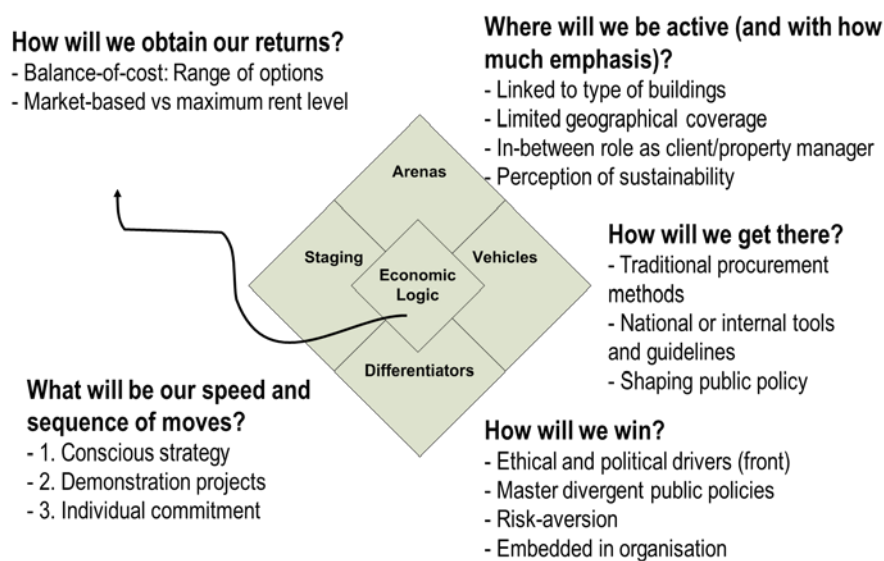 How will we obtain our returns?
- Balance-of-cost: Range of options
- Market-based vs maximum rent level
Where will we be active (and with how
much emphasis)?
- Linked to type of buildings
- Limited geographical coverage
- In-between role as client/property manager
- Perception of sustainability
Arenas
Staging
Vehicles
Economic
Logic
Differentiators
How will we get there?
- Traditional procurement
methods
- National or internal tools
and guidelines
- Shaping public policy
What will be our speed and
sequence of moves?
- 1. Conscious strategy
- 2. Demonstration projects
- 3. Individual commitment
How will we win?
- Ethical and political drivers (front)
- Master divergent public policies
- Risk-aversion
- Embedded in organisation